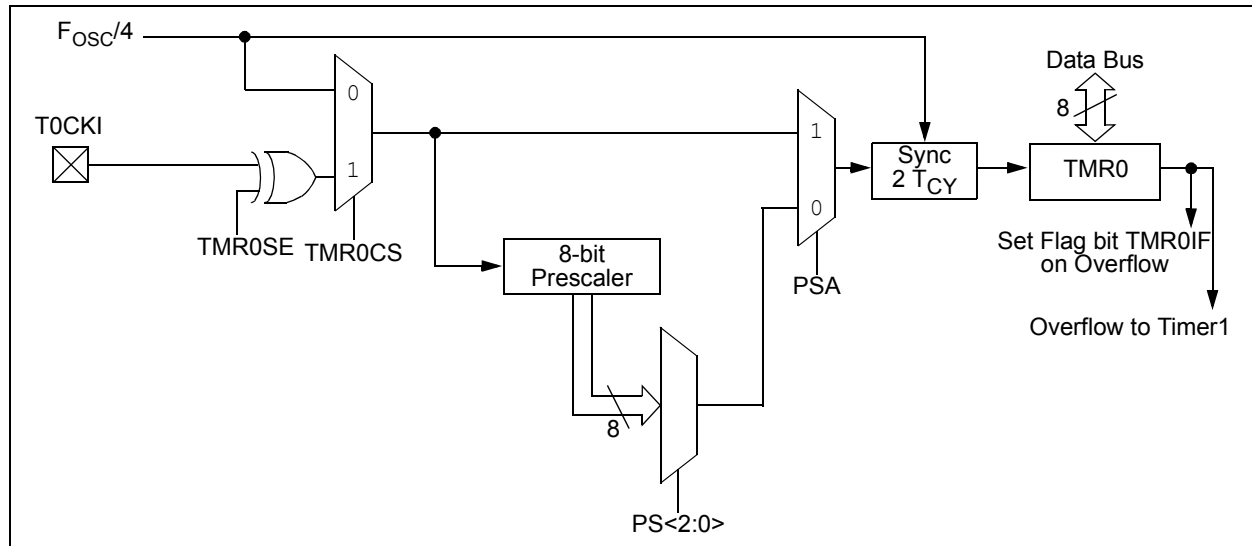 FOSC/4
Data Bus
8
T0CKI
0
1
1
0
Sync
2 TCY
TMR0
TMR0SE
TMR0CS
8-bit
Prescaler
PSA
Set Flag bit TMR0IF
on Overflow
Overflow to Timer1
8
PS<2:0>